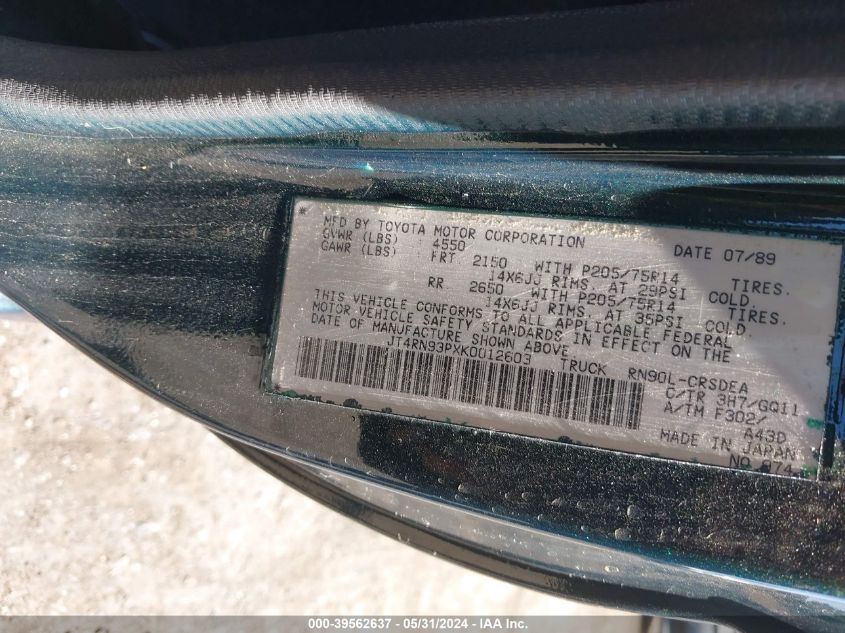 * MFD BY TOYOTA MOTOR CORPORATION DATE 07/89
GVWR (LBS) : 4550
GAWR (LBS) : FRT 2150 WITH P205/75R14 TIRES.
14X6JJ RIMS. AT 29PSI COLD.
RR 2650 WITH P205/75R14 TIRES.
14X6JJ RIMS. AT 35PSI COLD.
THIS VEHICLE CONFORMS TO ALL APPLICABLE FEDERAL
MOTOR VEHICLE SAFETY STANDARDS IN EFFECT ON THE
DATE OF MANUFACTURE SHOWN ABOVE.
JT4RN93PXK0012603 TRUCK RN90L-CRSDEA
C/TR 3H7/GQ11
A/TM F302/
A43D
MADE IN JAPAN
NO 074
000-39562637 - 05/31/2024 - IAA Inc.